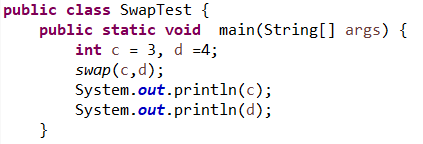 public class SwapTest {
    public static void  main(String[] args) {
        int c = 3, d =4;
        swap(c,d);
        System.out.println(c);
        System.out.println(d);
    }